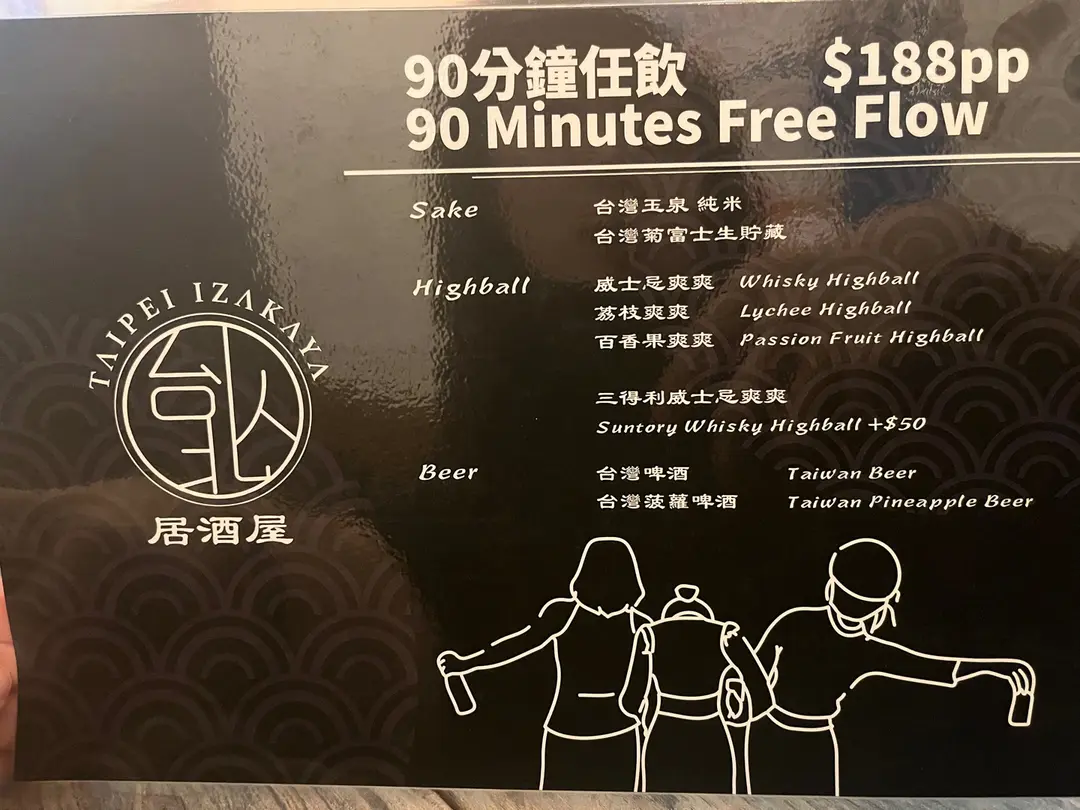 90分鐘任飲 $188pp
90 Minutes Free Flow
Sake 台灣玉泉 純米
台灣菊富士生貯藏
Highball 威士忌爽爽 Whisky Highball
荔枝爽爽 Lychee Highball
百香果爽爽 Passion Fruit Highball
三得利威士忌爽爽
Suntory Whisky Highball +$50
Beer 台灣啤酒 Taiwan Beer
台灣菠蘿啤酒 Taiwan Pineapple Beer
TAIPEI IZAKAYA
台北
居酒屋